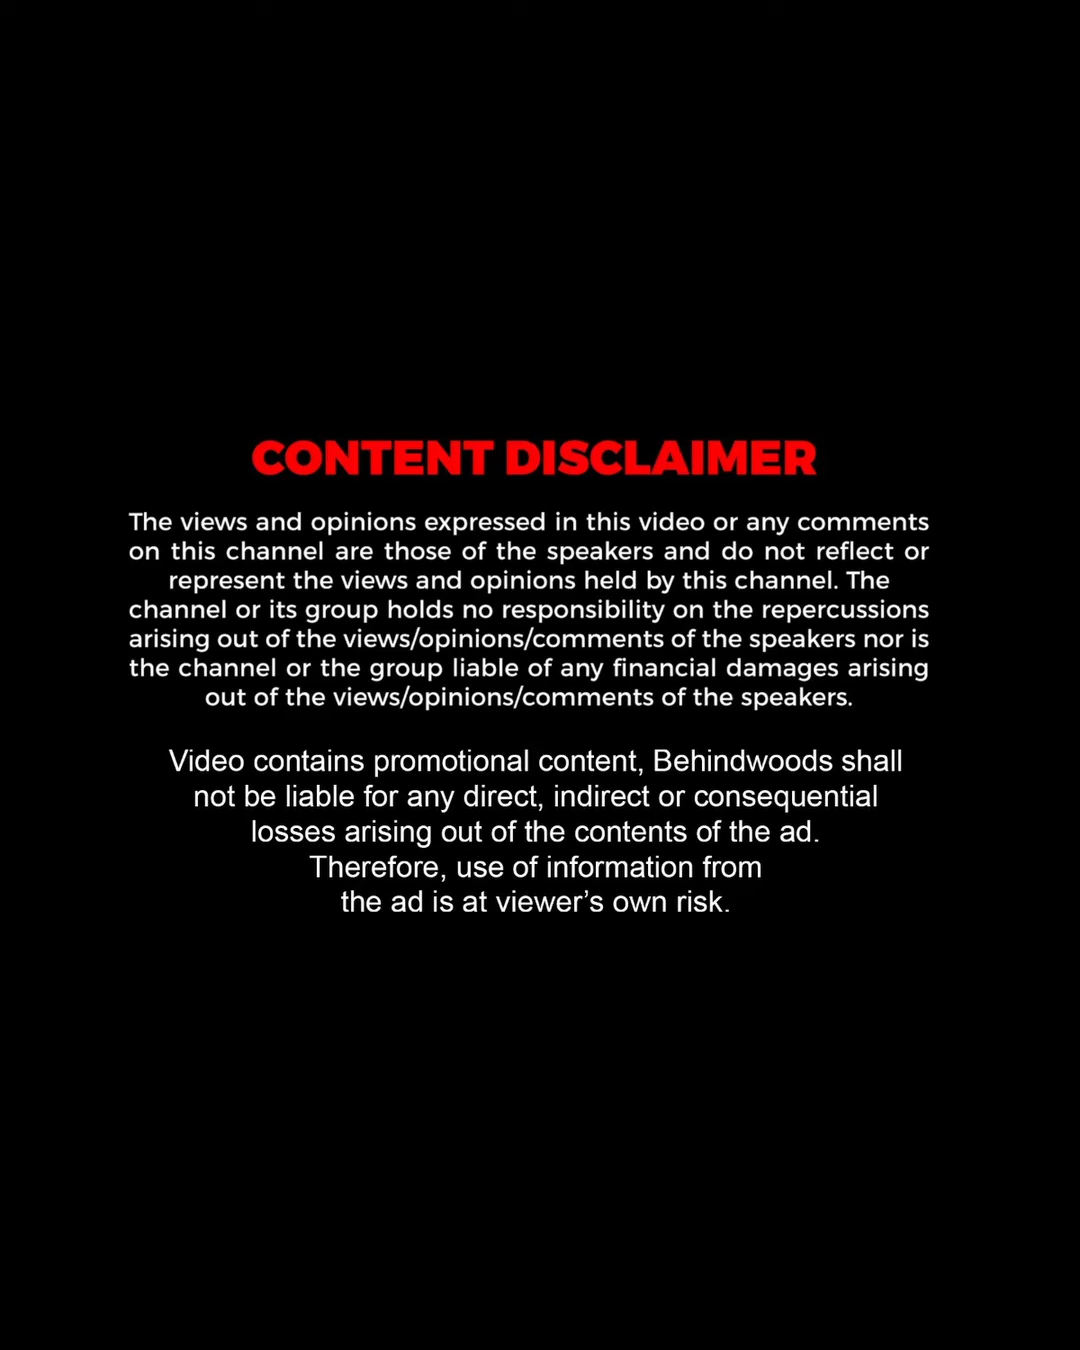 CONTENT DISCLAIMER
The views and opinions expressed in this video or any comments
on this channel are those of the speakers and do not reflect or
represent the views and opinions held by this channel. The
channel or its group holds no responsibility on the repercussions
arising out of the views/opinions/comments of the speakers nor is
the channel or the group liable of any financial damages arising
out of the views/opinions/comments of the speakers.
Video contains promotional content, Behindwoods shall
not be liable for any direct, indirect or consequential
losses arising out of the contents of the ad.
Therefore, use of information from
the ad is at viewer’s own risk.